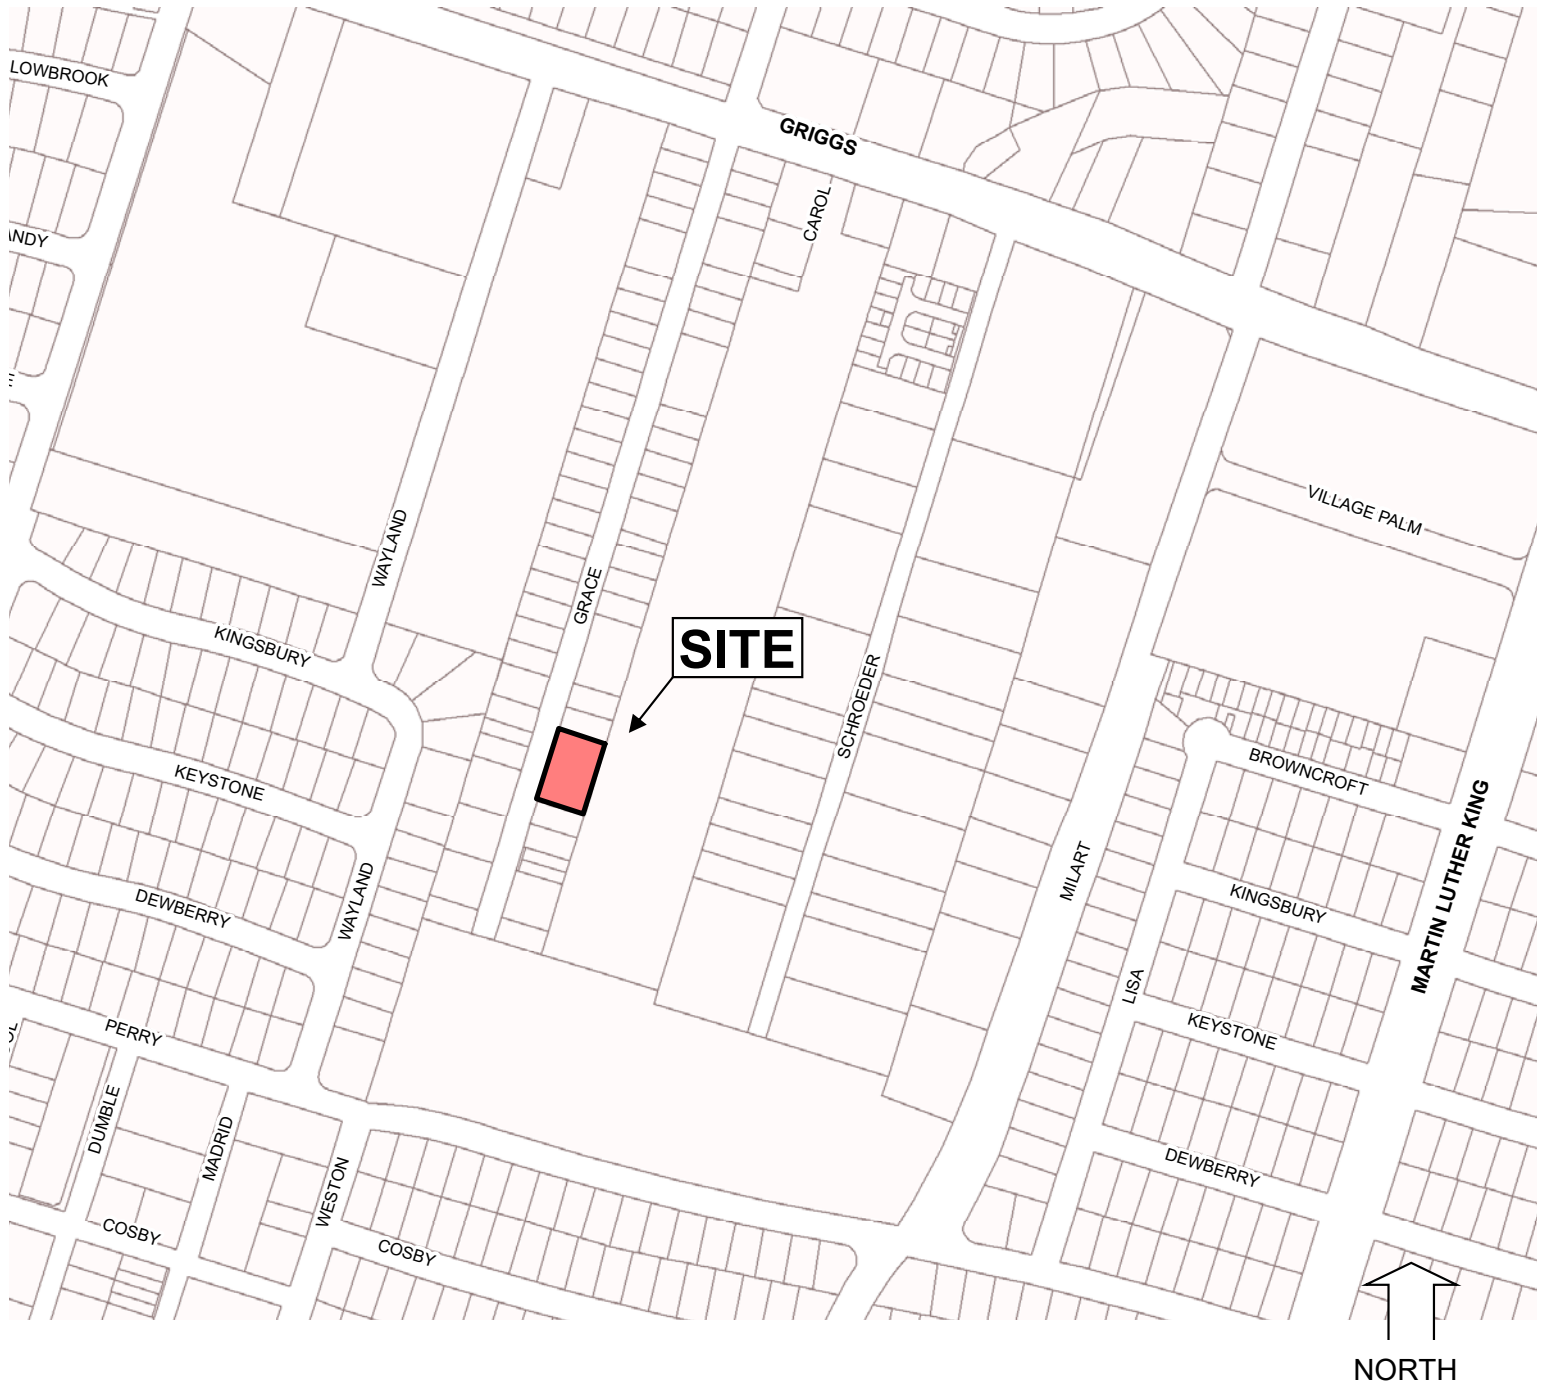 LOWBROOK
GRIGGS
CAROL
ANDY
VILLAGE PALM
WAYLAND
GRACE
KINGSBURY
SITE
SCHROEDER
KEYSTONE
BROWNCROFT
MARTIN LUTHER KING
MILART
WAYLAND
DEWBERRY
KINGSBURY
LISA
PERRY
KEYSTONE
DUMBLE
MADRID
WESTON
DEWBERRY
COSBY
COSBY
NORTH